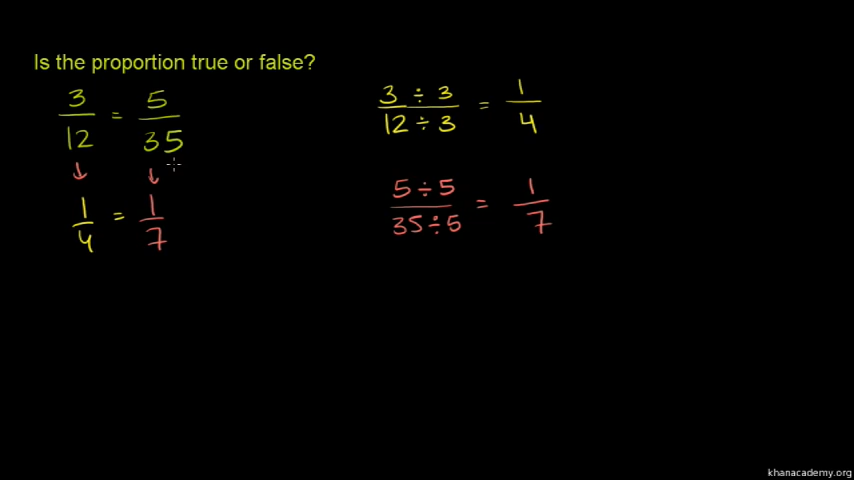 Is the proportion true or false?
3/12 = 5/35
↓ ↓
1/4 = 1/7
3 ÷ 3 / 12 ÷ 3 = 1/4
5 ÷ 5 / 35 ÷ 5 = 1/7
khanacademy.org